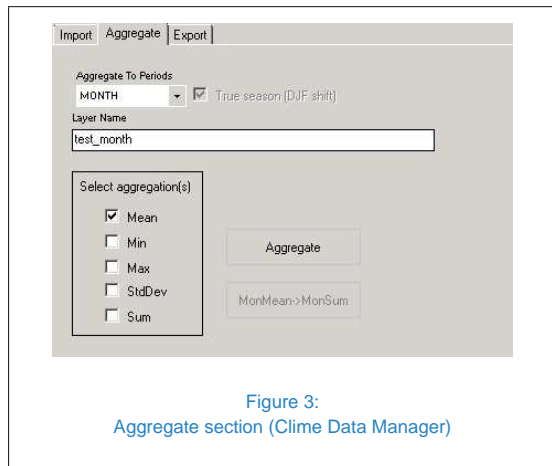 Import Aggregate Export
Aggregate To Periods
MONTH True season (DJF shift)
Layer Name
test_month
Select aggregation(s)
Mean
Min
Max
StdDev
Sum
Aggregate
MonMean->MonSum
Figure 3:
Aggregate section (Clime Data Manager)